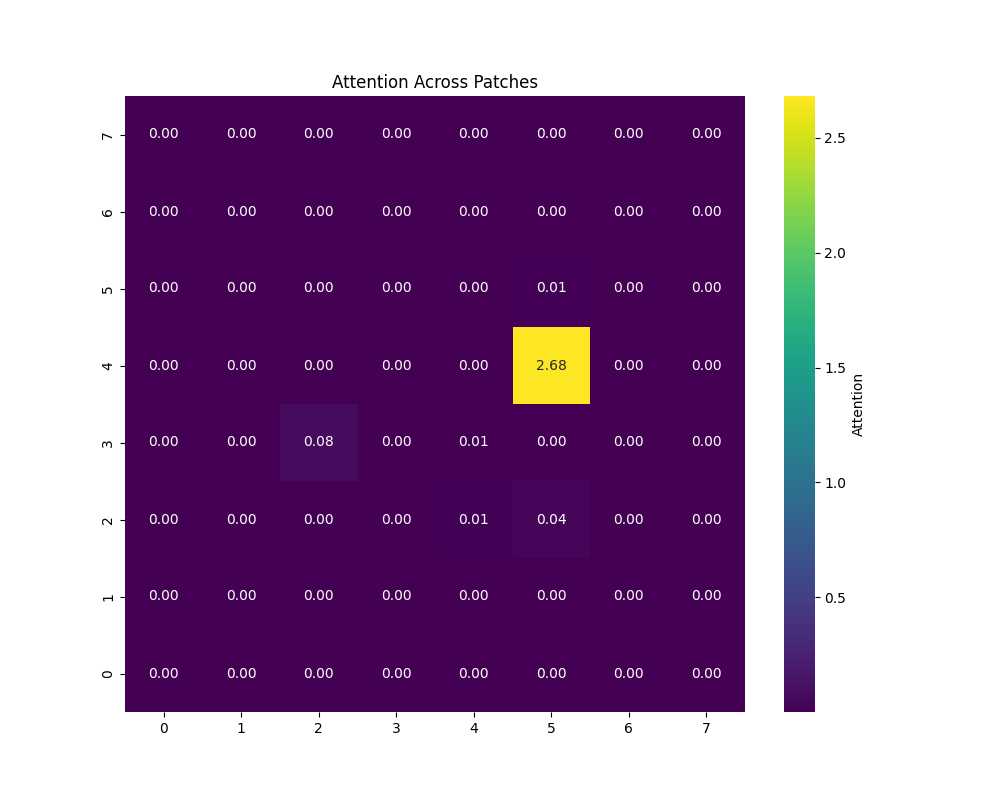 Attention Across Patches
7 0.00 0.00 0.00 0.00 0.00 0.00 0.00 0.00
6 0.00 0.00 0.00 0.00 0.00 0.00 0.00 0.00
5 0.00 0.00 0.00 0.00 0.00 0.01 0.00 0.00
4 0.00 0.00 0.00 0.00 0.00 2.68 0.00 0.00
3 0.00 0.00 0.08 0.00 0.01 0.00 0.00 0.00
2 0.00 0.00 0.00 0.00 0.01 0.04 0.00 0.00
1 0.00 0.00 0.00 0.00 0.00 0.00 0.00 0.00
0 0.00 0.00 0.00 0.00 0.00 0.00 0.00 0.00
0 1 2 3 4 5 6 7
2.5
2.0
1.5
1.0
0.5
Attention